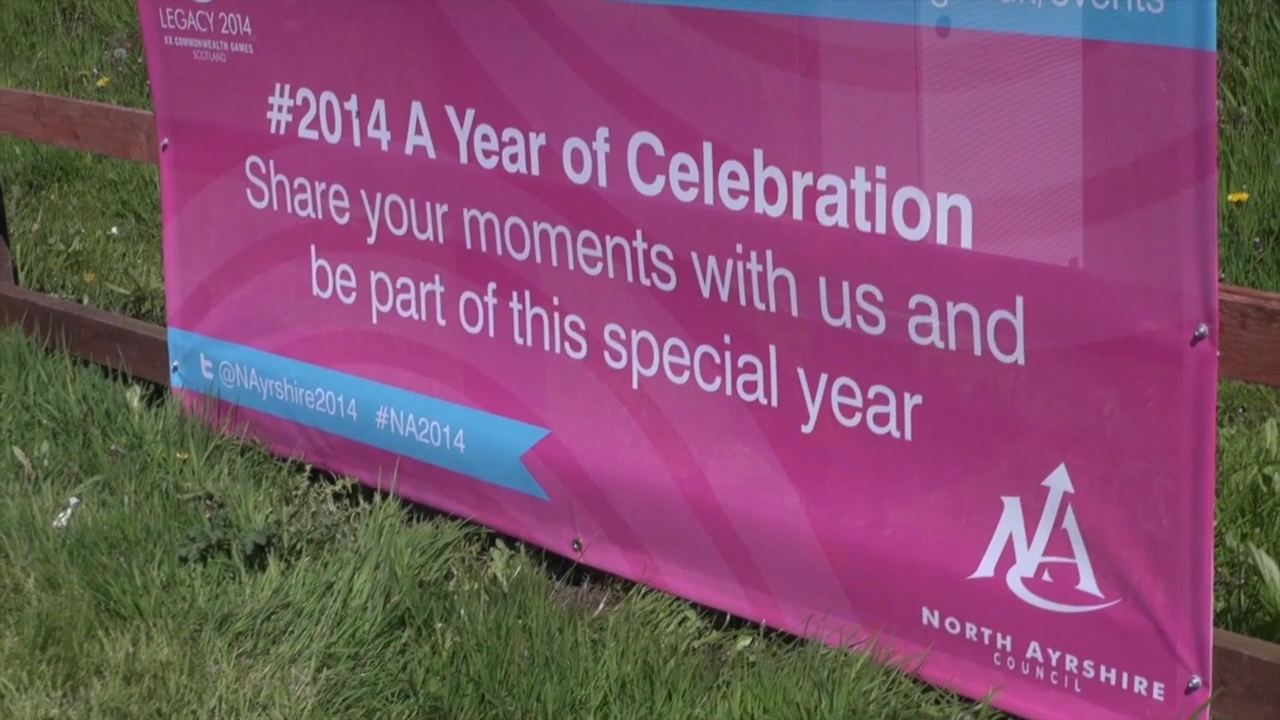 LEGACY 2014
XX COMMONWEALTH GAMES
SCOTLAND
#2014 A Year of Celebration
Share your moments with us and
be part of this special year
@NAyrshire2014 #NA2014
NA
NORTH AYRSHIRE
COUNCIL